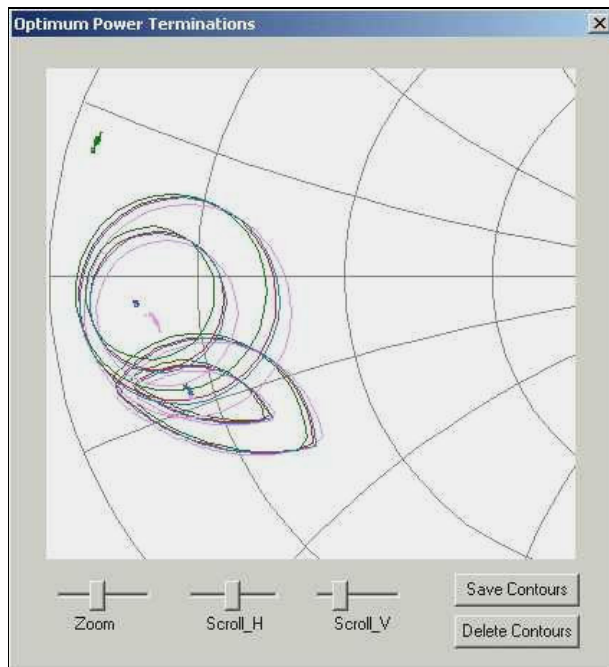 Optimum Power Terminations
Save Contours
Zoom Scroll_H Scroll_V
Delete Contours